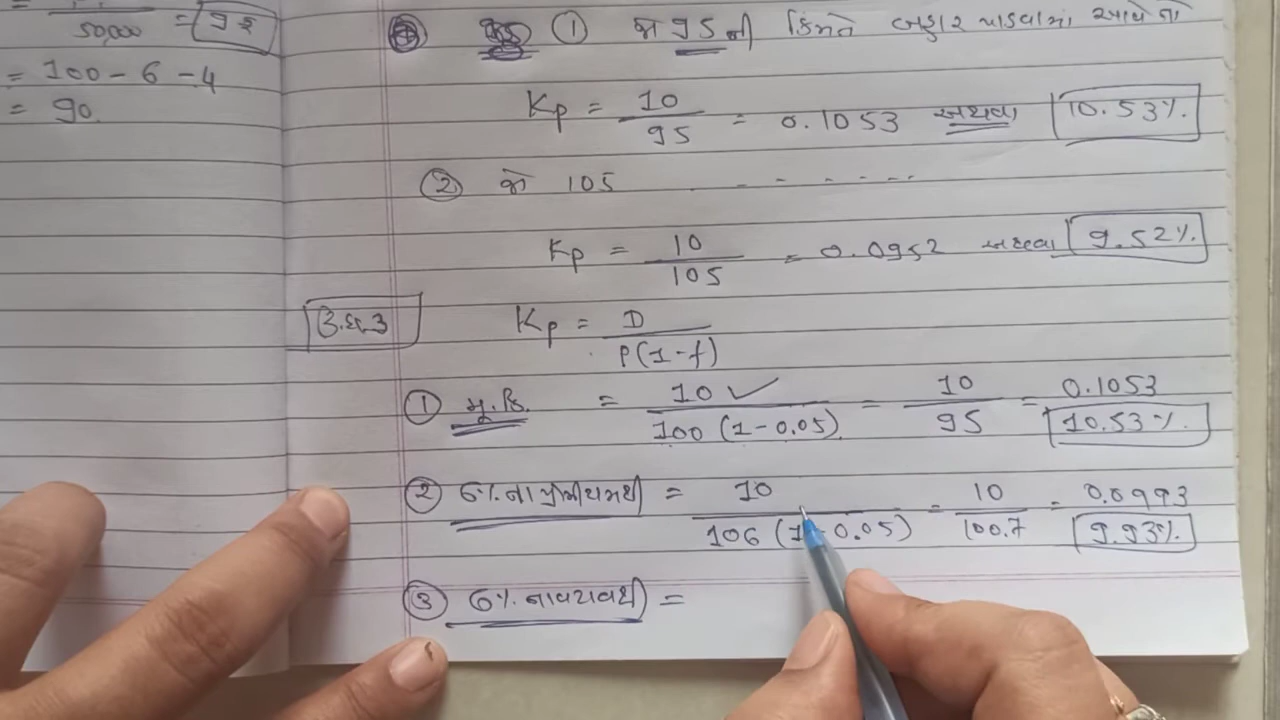 50,000 = 92
= 100 - 6 - 4
= 90
① જો 95 ની કિંમતે બહાર પાડવામાં આવે તો
Kp = 10 / 95 = 0.1053 અથવા 10.53%
② જો 105 - - - - - -
Kp = 10 / 105 = 0.0952 અથવા 9.52%
ઉ.દા.3 Kp = D / P(1-f)
① મૂ.કિં. = 10 ✓ / 100 (1-0.05) = 10 / 95 = 0.1053 10.53%
② 6% ના પ્રીમીયમથી = 10 / 106 (1-0.05) = 10 / 100.7 = 0.0993 9.93%
③ 6% ના વટાવથી =